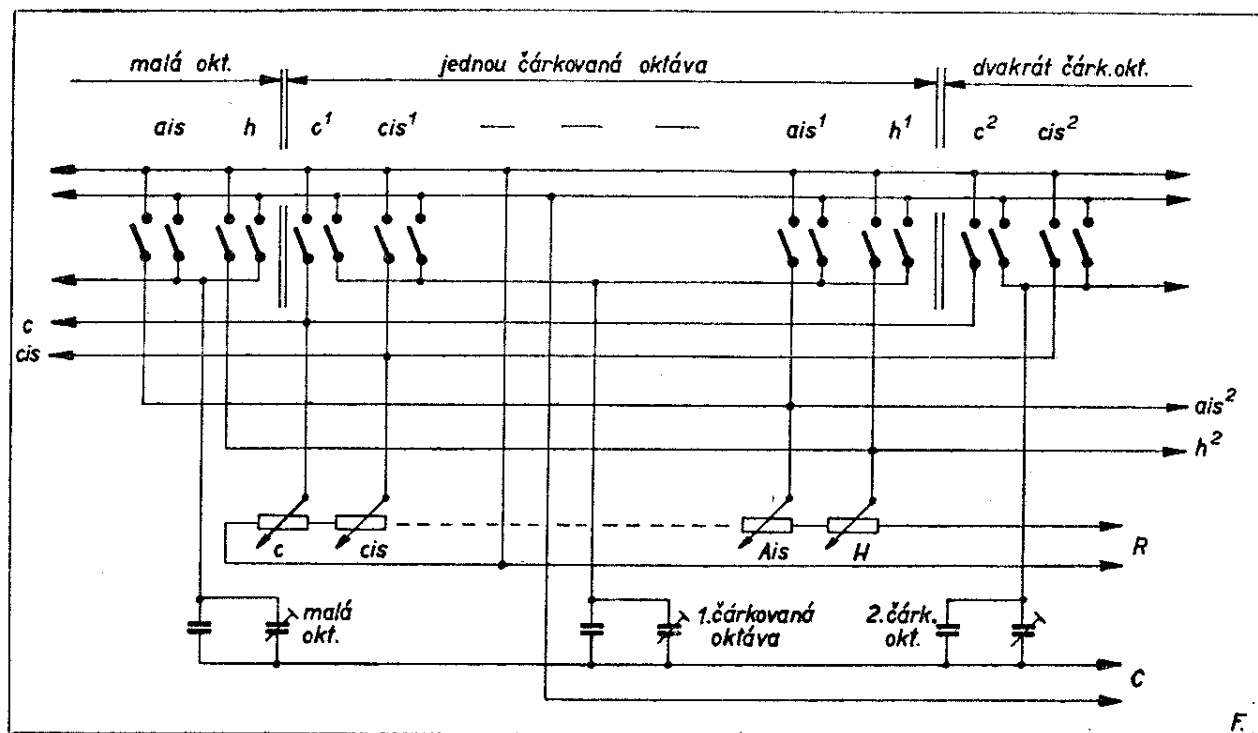 malá okt.
jednou čárkovaná oktáva
dvakrát čárk. okt.
ais h c¹ cis¹ — — — ais¹ h¹ c² cis²
c
cis
ais²
h²
c cis Ais H
R
malá
okt.
1. čárkovaná
oktáva
2. čárk.
okt.
C
F.